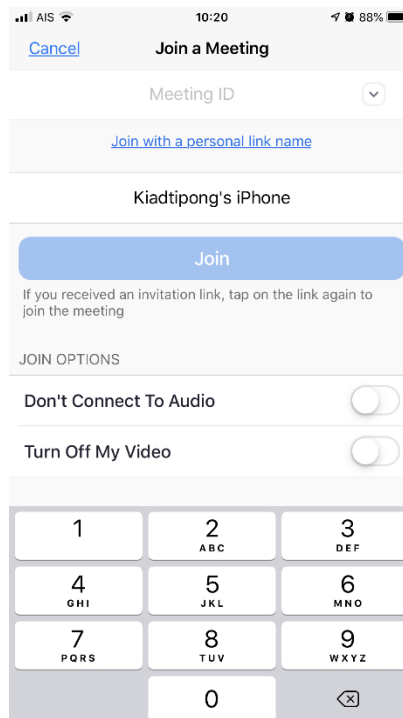 AIS 10:20 88%
Cancel Join a Meeting
Meeting ID
Join with a personal link name
Kiadtipong's iPhone
Join
If you received an invitation link, tap on the link again to
join the meeting
JOIN OPTIONS
Don't Connect To Audio
Turn Off My Video
1 2 3
ABC DEF
4 5 6
GHI JKL MNO
7 8 9
PQRS TUV WXYZ
0